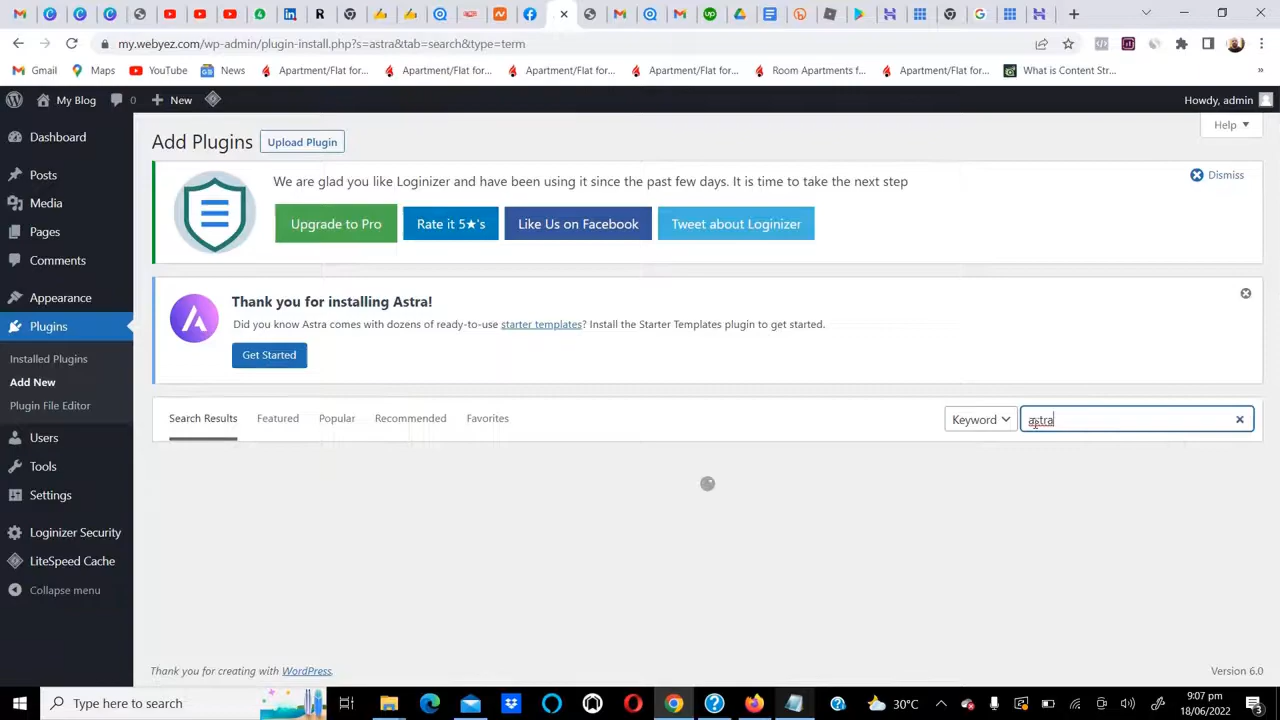 my.webyez.com/wp-admin/plugin-install.php?s=astra&tab=search&type=term
Gmail Maps YouTube News Apartment/Flat for... Apartment/Flat for... Apartment/Flat for... Apartment/Flat for... Room Apartments f... Apartment/Flat for... What is Content Str... »
My Blog 0 New Howdy, admin
Help
Dashboard
Posts
Media
Pages
Comments
Appearance
Plugins
Installed Plugins
Add New
Plugin File Editor
Users
Tools
Settings
Loginizer Security
LiteSpeed Cache
Collapse menu
Add Plugins Upload Plugin
We are glad you like Loginizer and have been using it since the past few days. It is time to take the next step
Dismiss
Upgrade to Pro Rate it 5★'s Like Us on Facebook Tweet about Loginizer
Thank you for installing Astra!
Did you know Astra comes with dozens of ready-to-use starter templates? Install the Starter Templates plugin to get started.
Get Started
Search Results Featured Popular Recommended Favorites Keyword astra
Thank you for creating with WordPress. Version 6.0
Type here to search 30°C 9:07 pm
18/06/2022 3